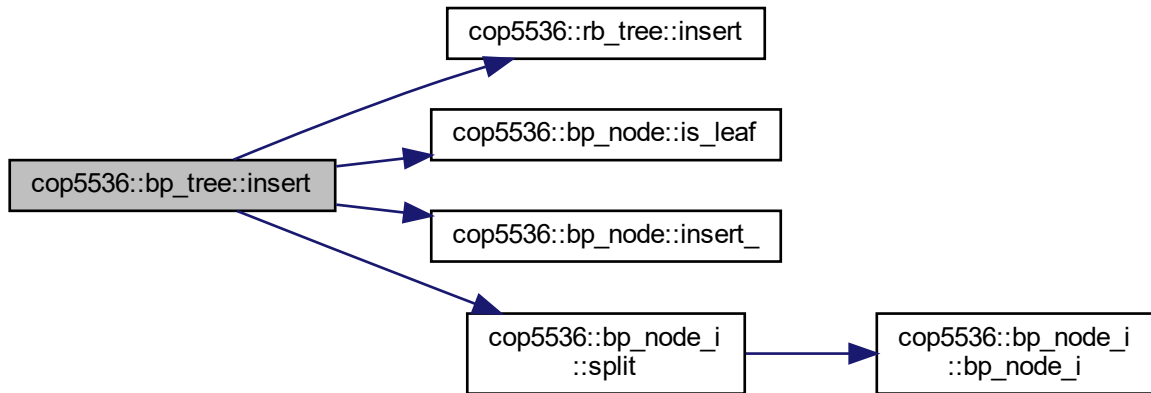 cop5536::rb_tree::insert
cop5536::bp_node::is_leaf
cop5536::bp_tree::insert
cop5536::bp_node::insert_
cop5536::bp_node_i
::split
cop5536::bp_node_i
::bp_node_i